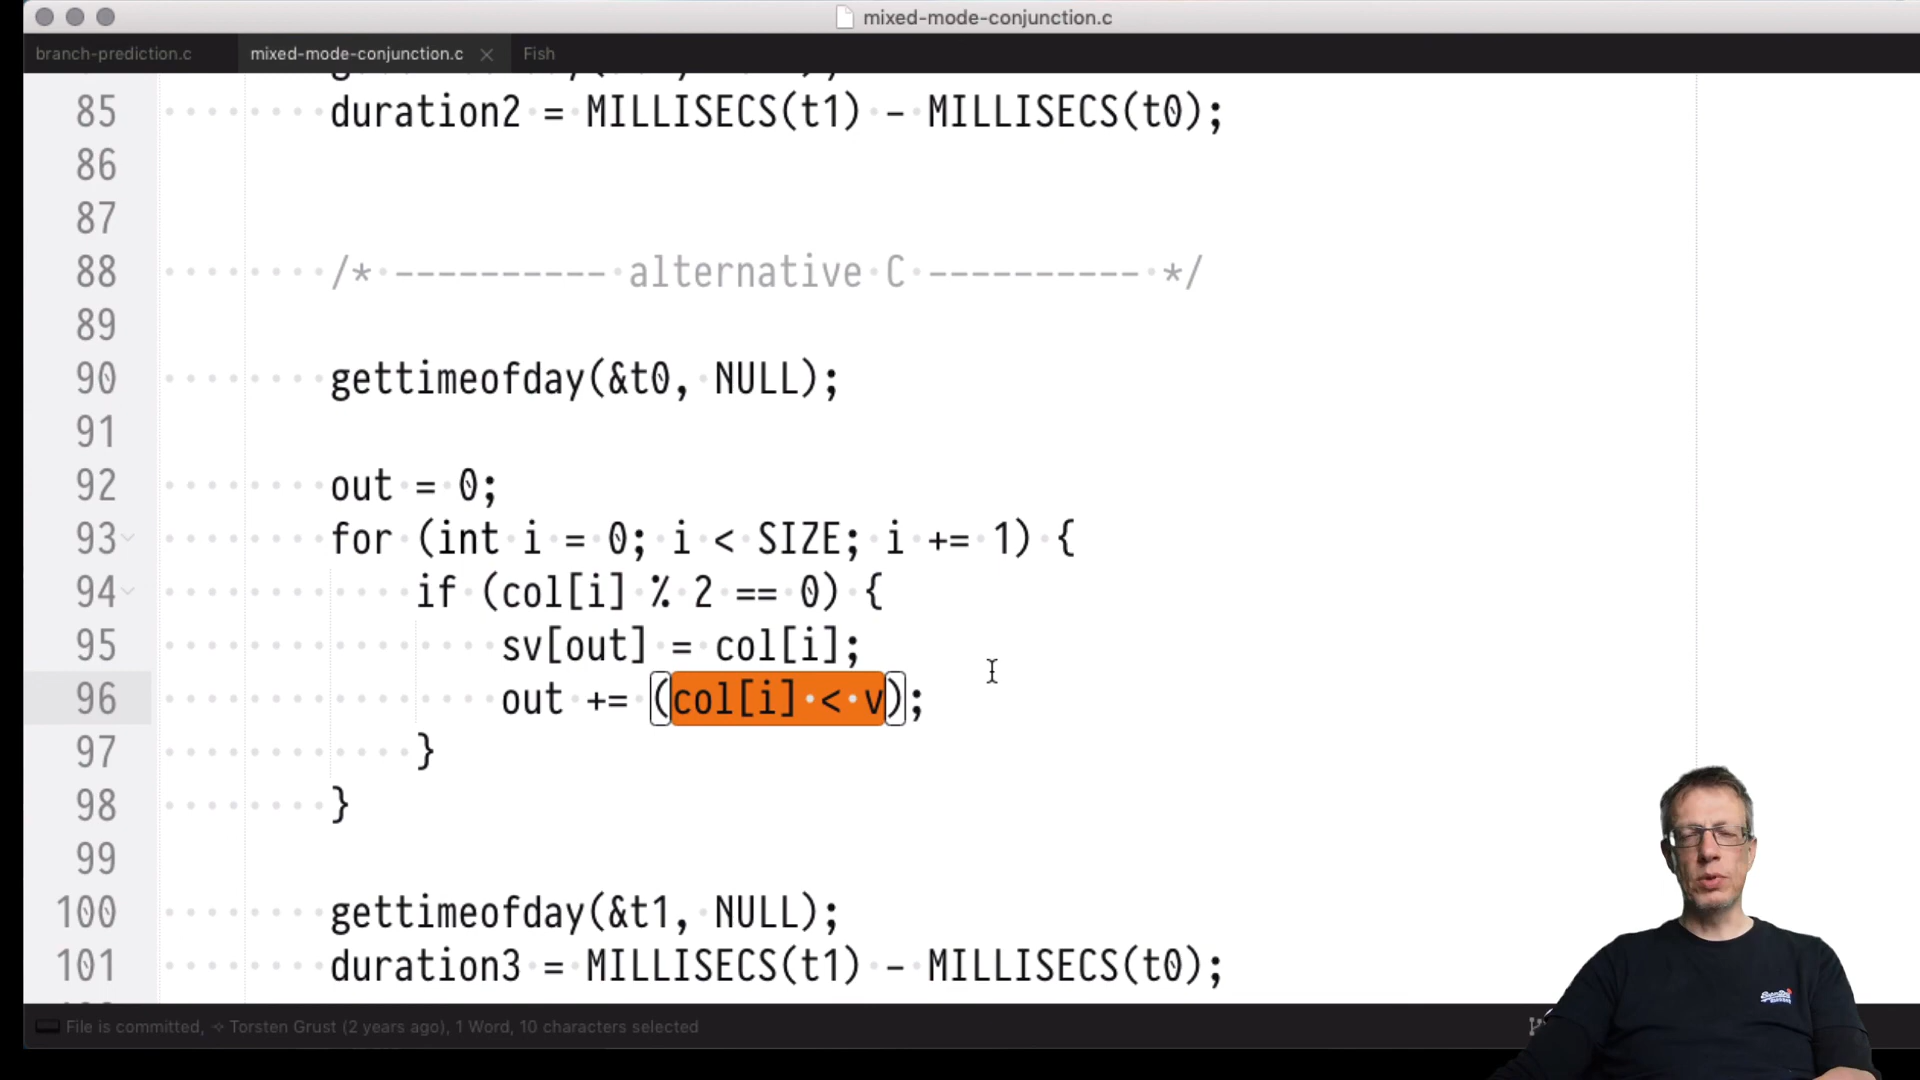 mixed-mode-conjunction.c
branch-prediction.c mixed-mode-conjunction.c Fish
85 duration2 = MILLISECS(t1) - MILLISECS(t0);
86
87
88 /* ---------- alternative C ---------- */
89
90 gettimeofday(&t0, NULL);
91
92 out = 0;
93 for (int i = 0; i < SIZE; i += 1) {
94 if (col[i] % 2 == 0) {
95 sv[out] = col[i];
96 out += (col[i] < v);
97 }
98 }
99
100 gettimeofday(&t1, NULL);
101 duration3 = MILLISECS(t1) - MILLISECS(t0);
File is committed, Torsten Grust (2 years ago), 1 Word, 10 characters selected